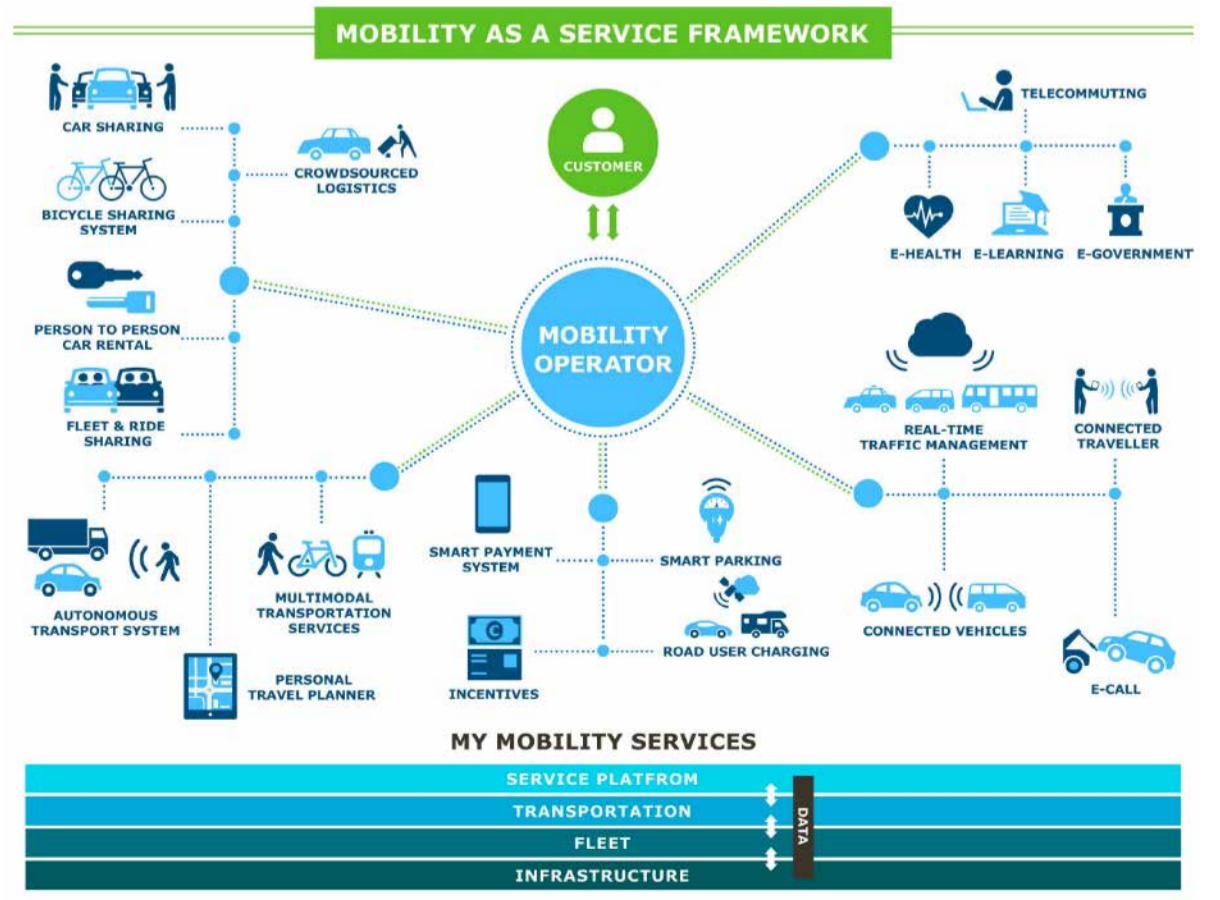 MOBILITY AS A SERVICE FRAMEWORK
CAR SHARING
CROWDSOURCED
LOGISTICS
BICYCLE SHARING
SYSTEM
PERSON TO PERSON
CAR RENTAL
FLEET & RIDE
SHARING
CUSTOMER
MOBILITY
OPERATOR
TELECOMMUTING
E-HEALTH
E-LEARNING
E-GOVERNMENT
REAL-TIME
TRAFFIC MANAGEMENT
CONNECTED
TRAVELLER
CONNECTED VEHICLES
E-CALL
AUTONOMOUS
TRANSPORT SYSTEM
MULTIMODAL
TRANSPORTATION
SERVICES
PERSONAL
TRAVEL PLANNER
SMART PAYMENT
SYSTEM
SMART PARKING
INCENTIVES
ROAD USER CHARGING
MY MOBILITY SERVICES
SERVICE PLATFROM
TRANSPORTATION
FLEET
INFRASTRUCTURE
DATA